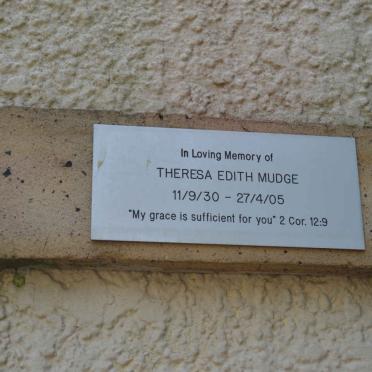 In Loving Memory of
THERESA EDITH MUDGE
11/9/30 - 27/4/05
"My grace is sufficient for you" 2 Cor. 12:9